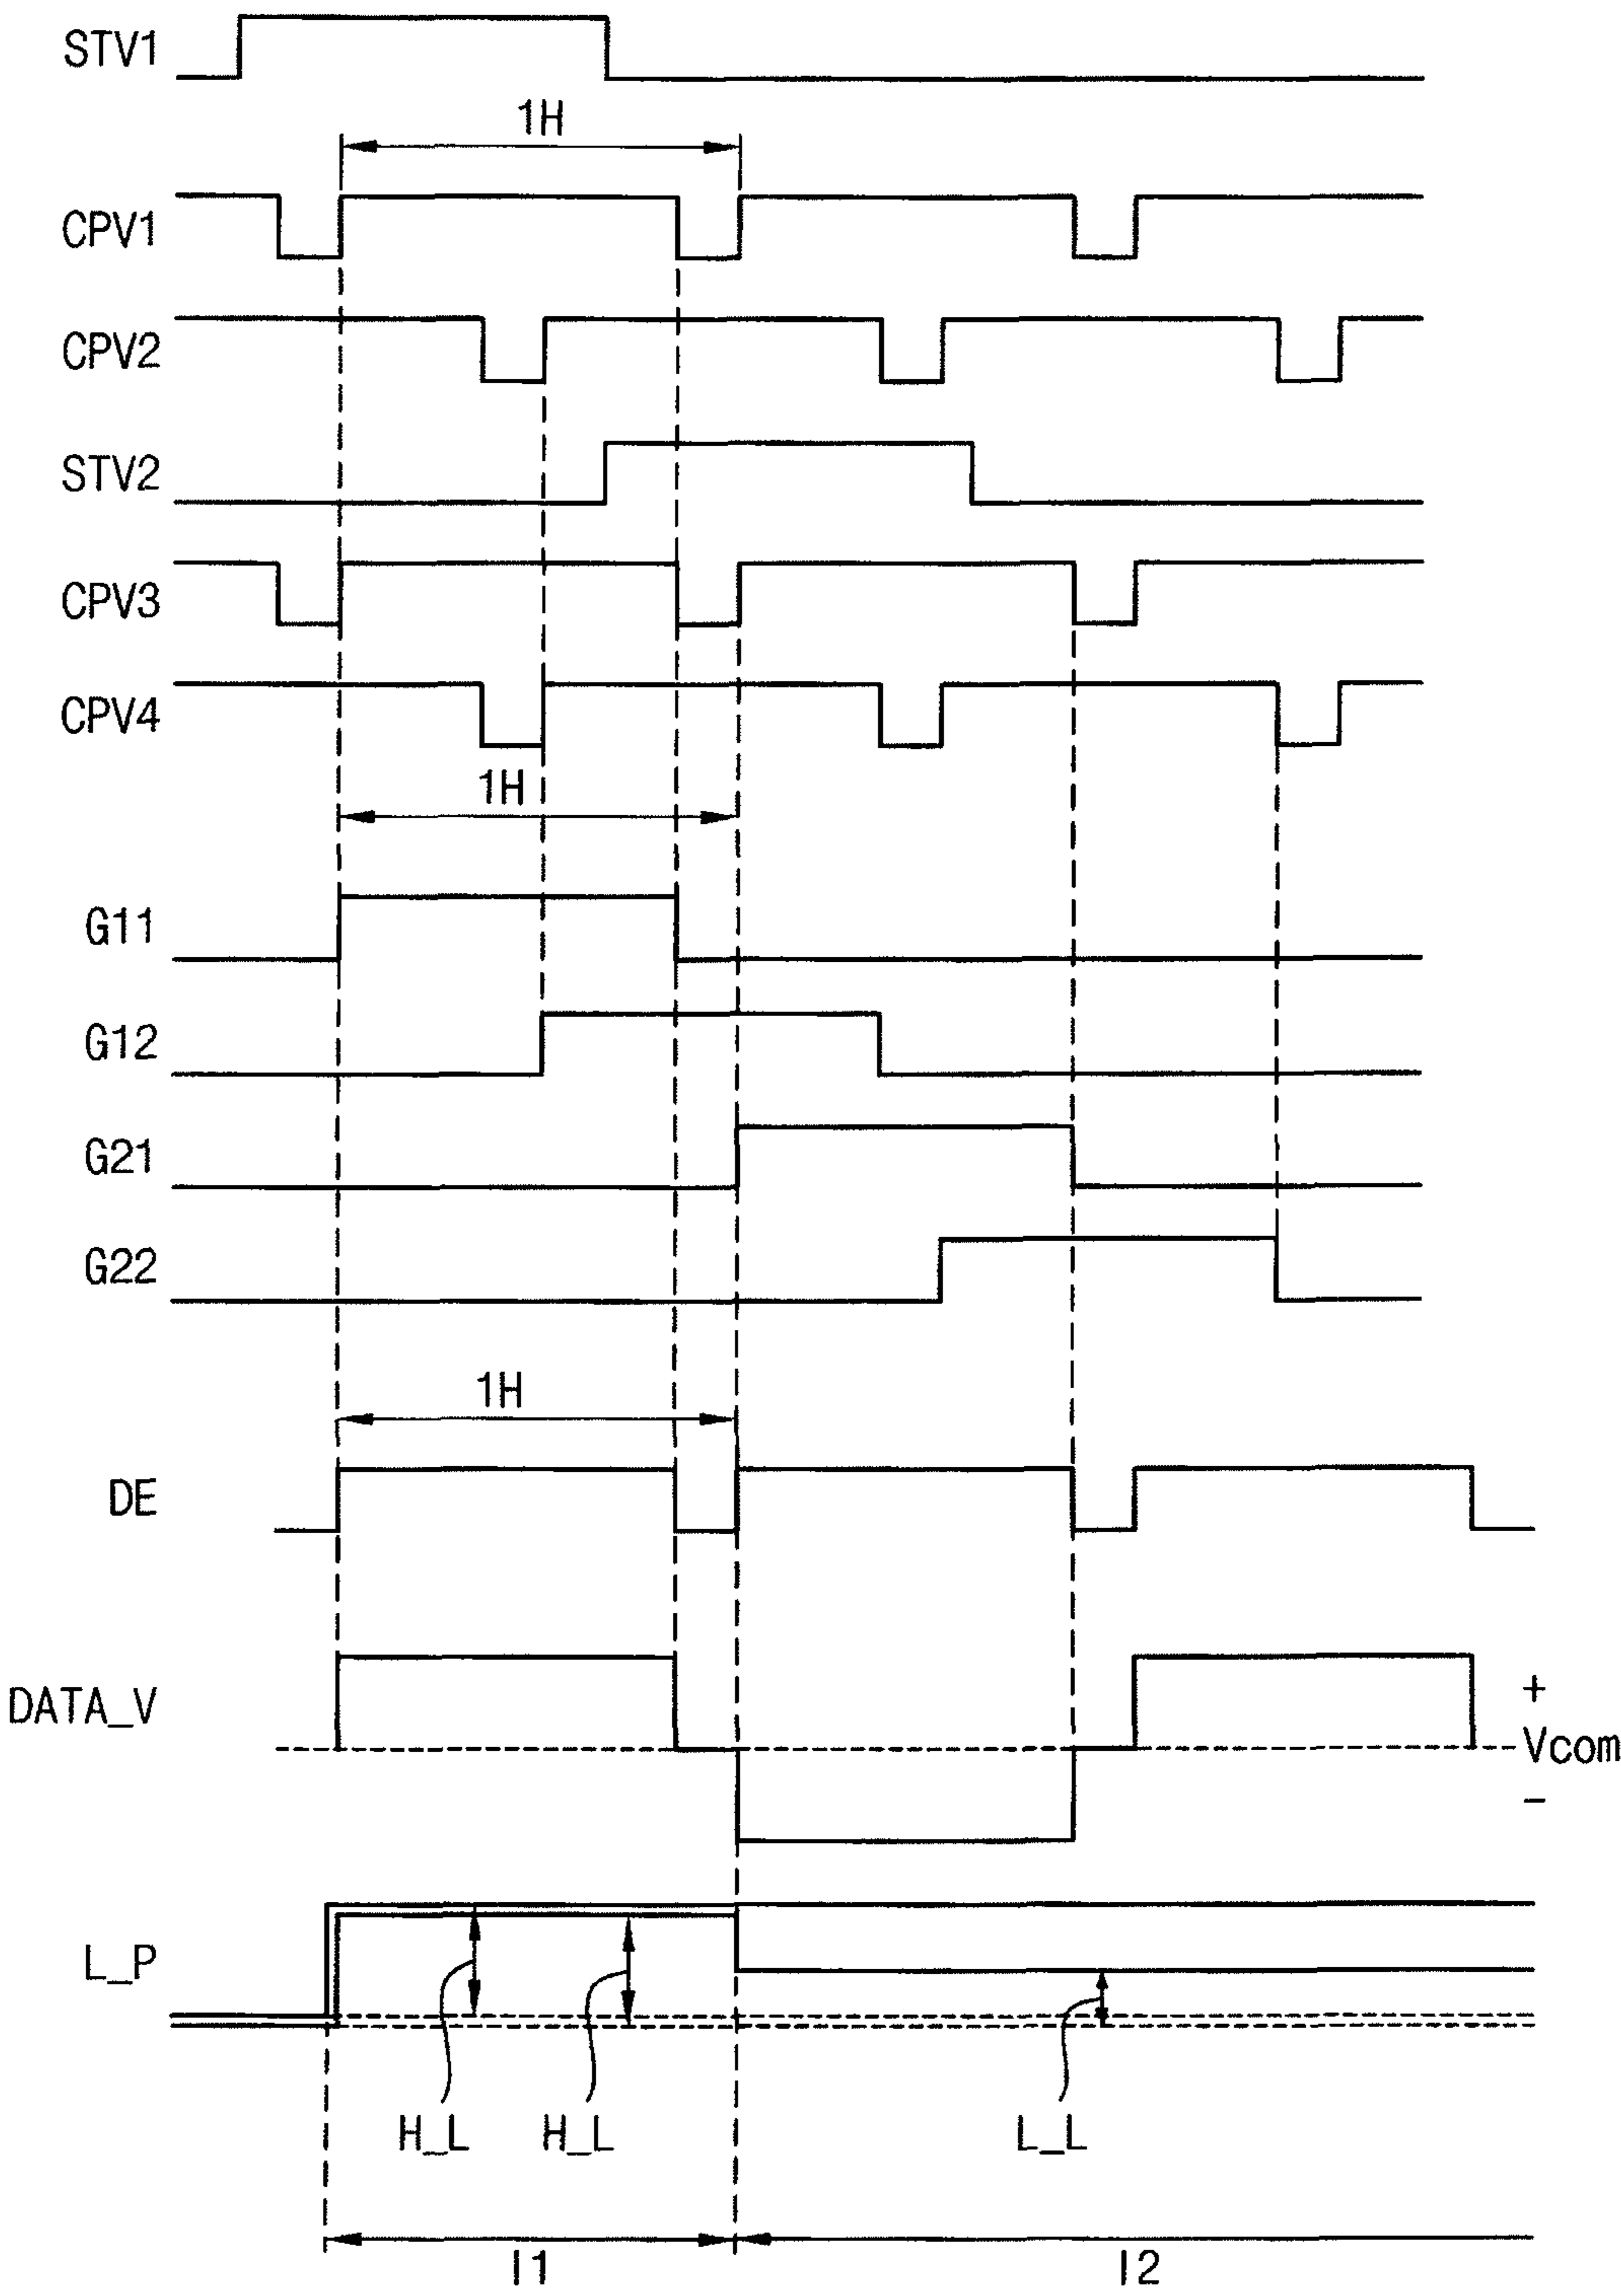 STV1
1H
CPV1
CPV2
STV2
CPV3
CPV4
1H
G11
G12
G21
G22
1H
DE
DATA_V
+
Vcom
-
L_P
H_L H_L L_L
I1 I2